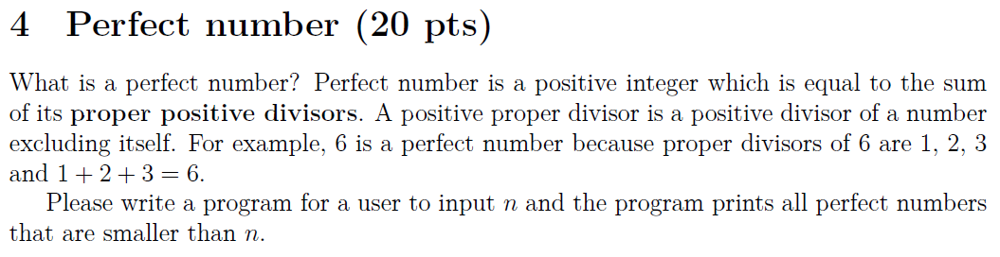 4 Perfect number (20 pts)
What is a perfect number? Perfect number is a positive integer which is equal to the sum
of its proper positive divisors. A positive proper divisor is a positive divisor of a number
excluding itself. For example, 6 is a perfect number because proper divisors of 6 are 1, 2, 3
and 1 + 2 + 3 = 6.
Please write a program for a user to input n and the program prints all perfect numbers
that are smaller than n.